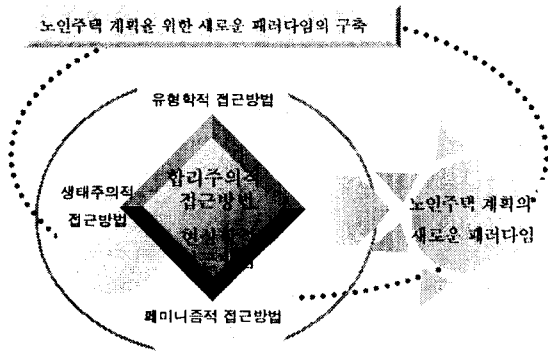 노인주택 계획을 위한 새로운 패러다임의 구축
유형학적 접근방법
생태주의적
접근방법
합리주의적
접근방법
노인주택 계획의
새로운 패러다임
페미니즘적 접근방법